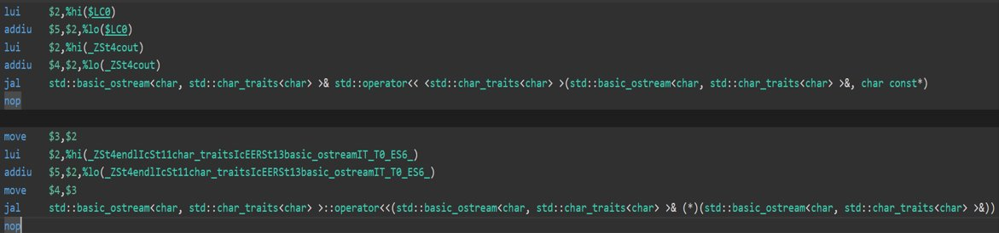 lui $2,%hi($LC0)
addiu $5,$2,%lo($LC0)
lui $2,%hi(_ZSt4cout)
addiu $4,$2,%lo(_ZSt4cout)
jal std::basic_ostream<char, std::char_traits<char> >& std::operator<< <std::char_traits<char> >(std::basic_ostream<char, std::char_traits<char> >&, char const*)
nop
move $3,$2
lui $2,%hi(_ZSt4endlIcSt11char_traitsIcEERSt13basic_ostreamIT_T0_ES6_)
addiu $5,$2,%lo(_ZSt4endlIcSt11char_traitsIcEERSt13basic_ostreamIT_T0_ES6_)
move $4,$3
jal std::basic_ostream<char, std::char_traits<char> >::operator<<(std::basic_ostream<char, std::char_traits<char> >& (*)(std::basic_ostream<char, std::char_traits<char> >&))
nop